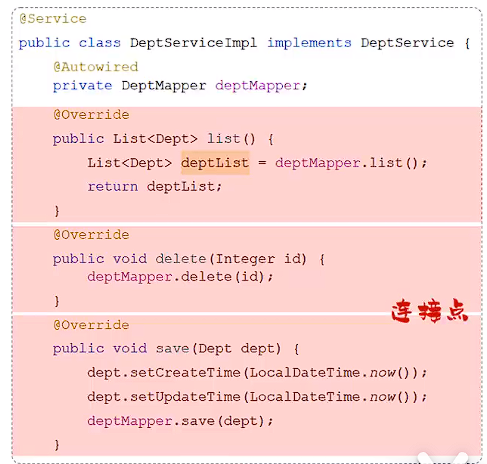 @Service
public class DeptServiceImpl implements DeptService {
@Autowired
private DeptMapper deptMapper;
@Override
public List<Dept> list() {
List<Dept> deptList = deptMapper.list();
return deptList;
}
@Override
public void delete(Integer id) {
deptMapper.delete(id);
}
连接点
@Override
public void save(Dept dept) {
dept.setCreateTime(LocalDateTime.now());
dept.setUpdateTime(LocalDateTime.now());
deptMapper.save(dept);
}